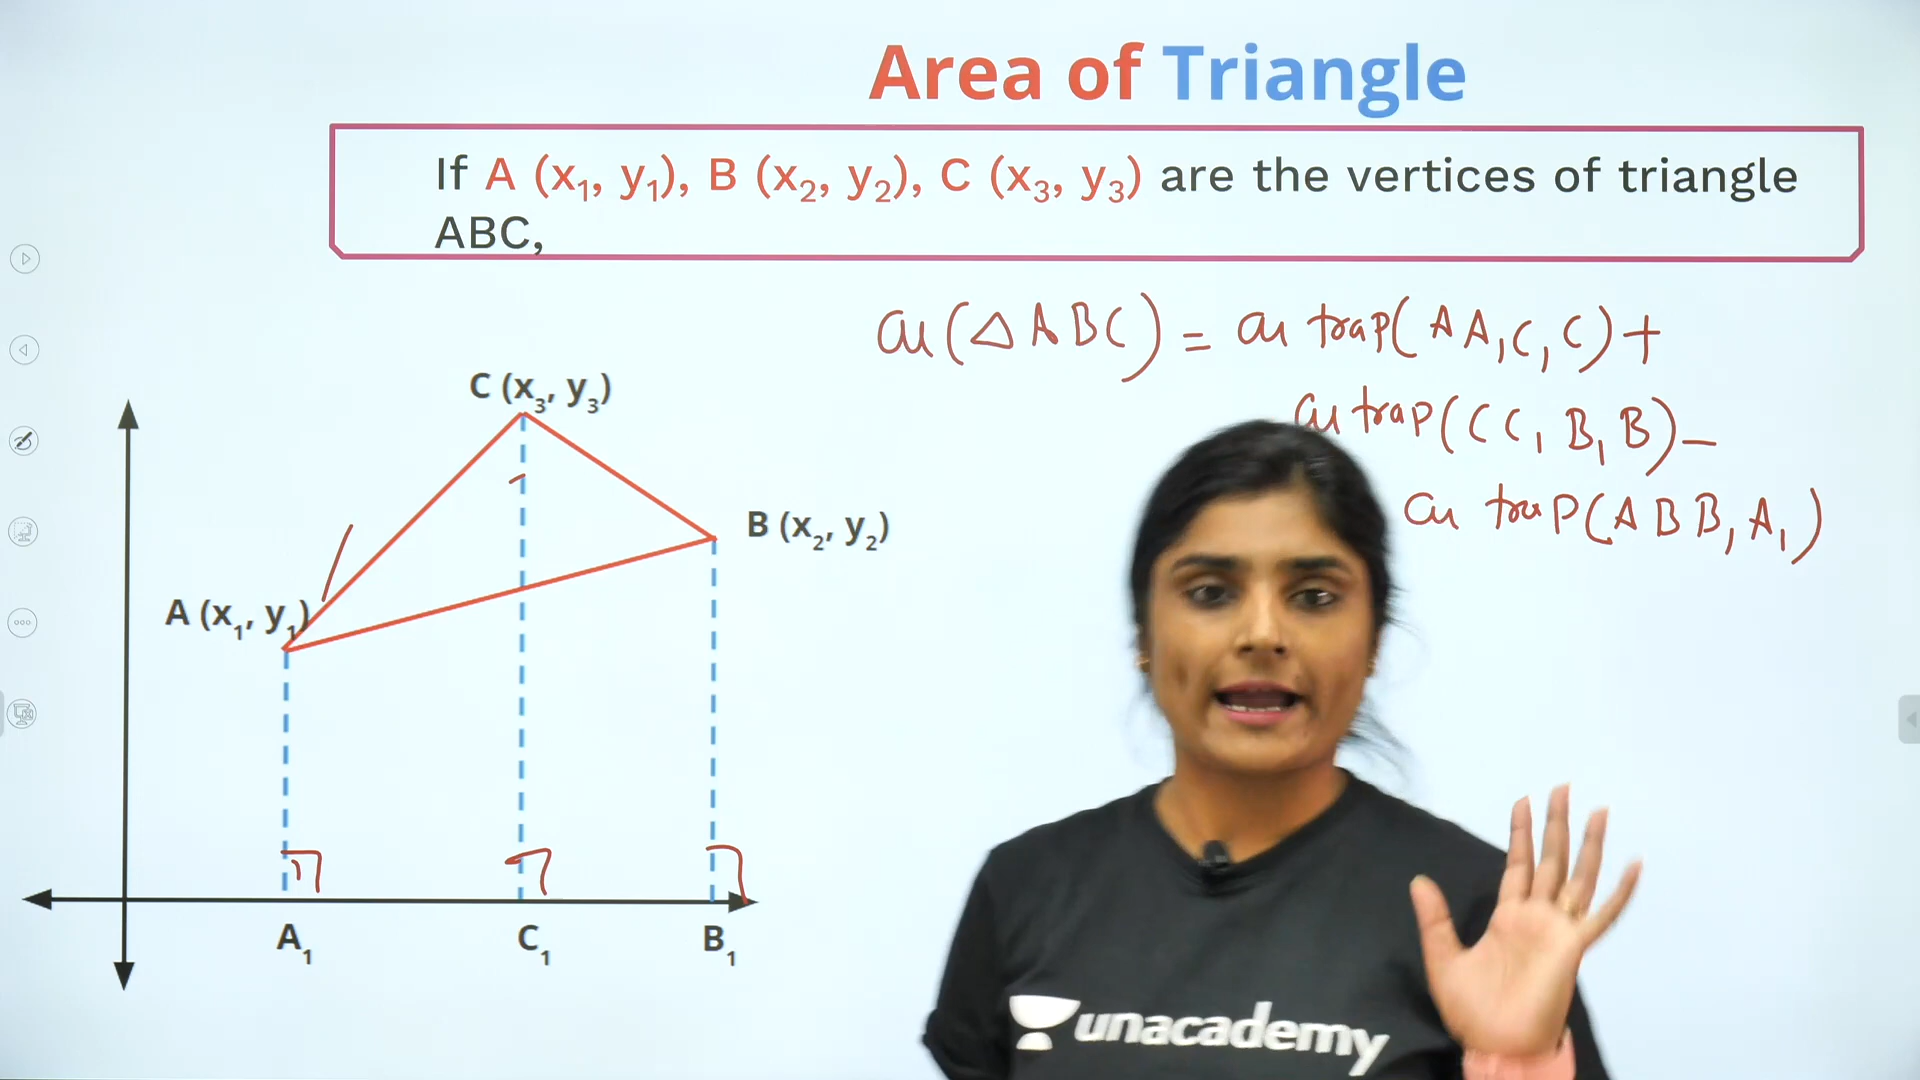 Area of Triangle
If A (x₁, y₁), B (x₂, y₂), C (x₃, y₃) are the vertices of triangle
ABC,
ar(△ABC) = ar trap(AA₁C₁C) +
ar trap(CC₁B₁B) –
ar trap(ABB₁A₁)
C (x₃, y₃)
B (x₂, y₂)
A (x₁, y₁)
A₁
C₁
B₁
unacademy